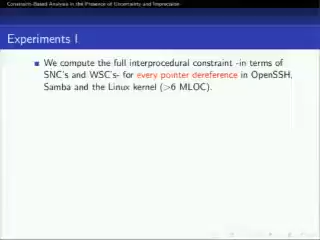 Constraint-Based Analysis in the Presence of Uncertainty and Imprecision
Experiments I
We compute the full interprocedural constraint -in terms of
SNC's and WSC's- for every pointer dereference in OpenSSH,
Samba and the Linux kernel (>6 MLOC).